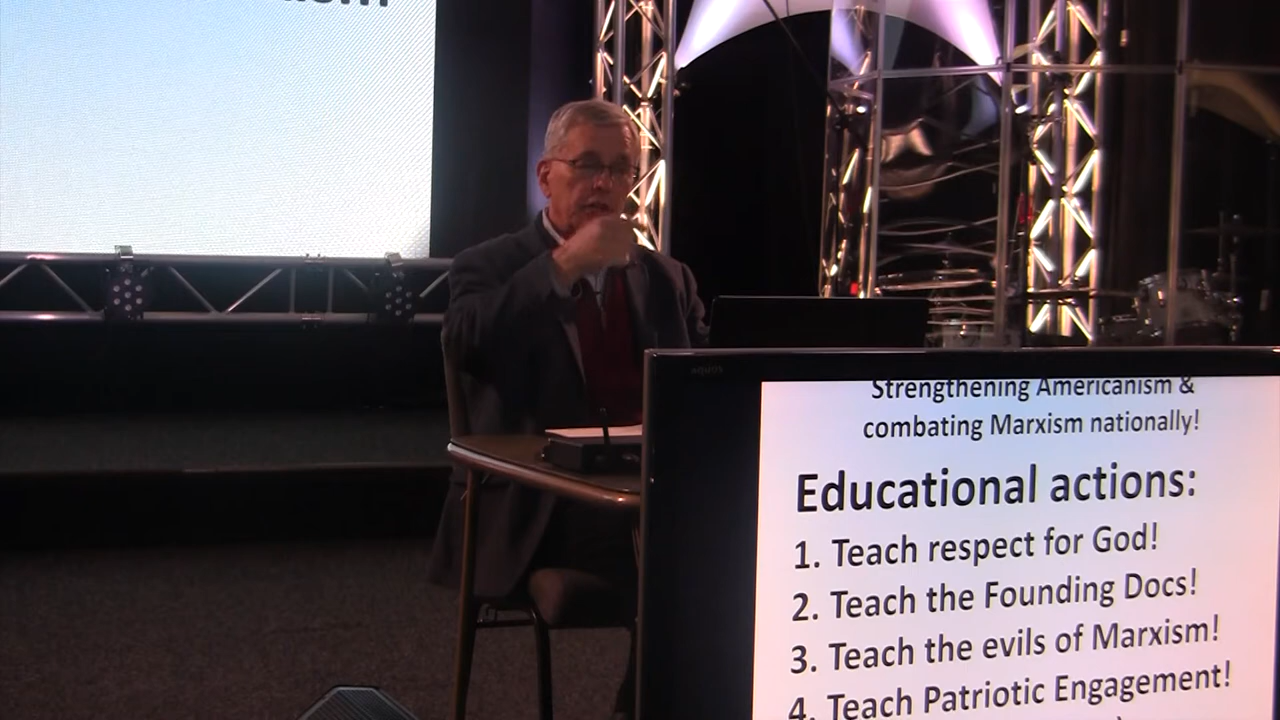 Strengthening Americanism &
combating Marxism nationally!
Educational actions:
1. Teach respect for God!
2. Teach the Founding Docs!
3. Teach the evils of Marxism!
4. Teach Patriotic Engagement!